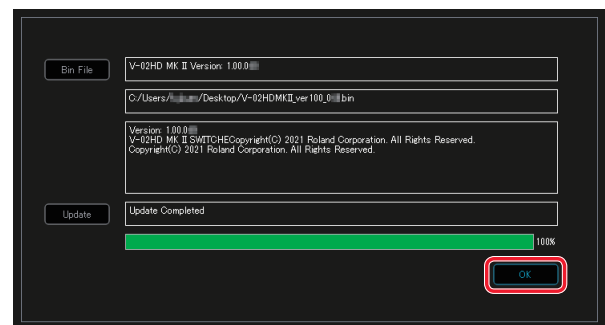 Bin File
V-02HD MK Ⅱ Version: 1.00.0
C:/Users/ /Desktop/V-02HDMKII_ver100_0 .bin
Version: 1.00.0
V-02HD MK Ⅱ SWITCHECopyright(C) 2021 Roland Corporation. All Rights Reserved.
Copyright(C) 2021 Roland Corporation. All Rights Reserved.
Update
Update Completed
100%
OK